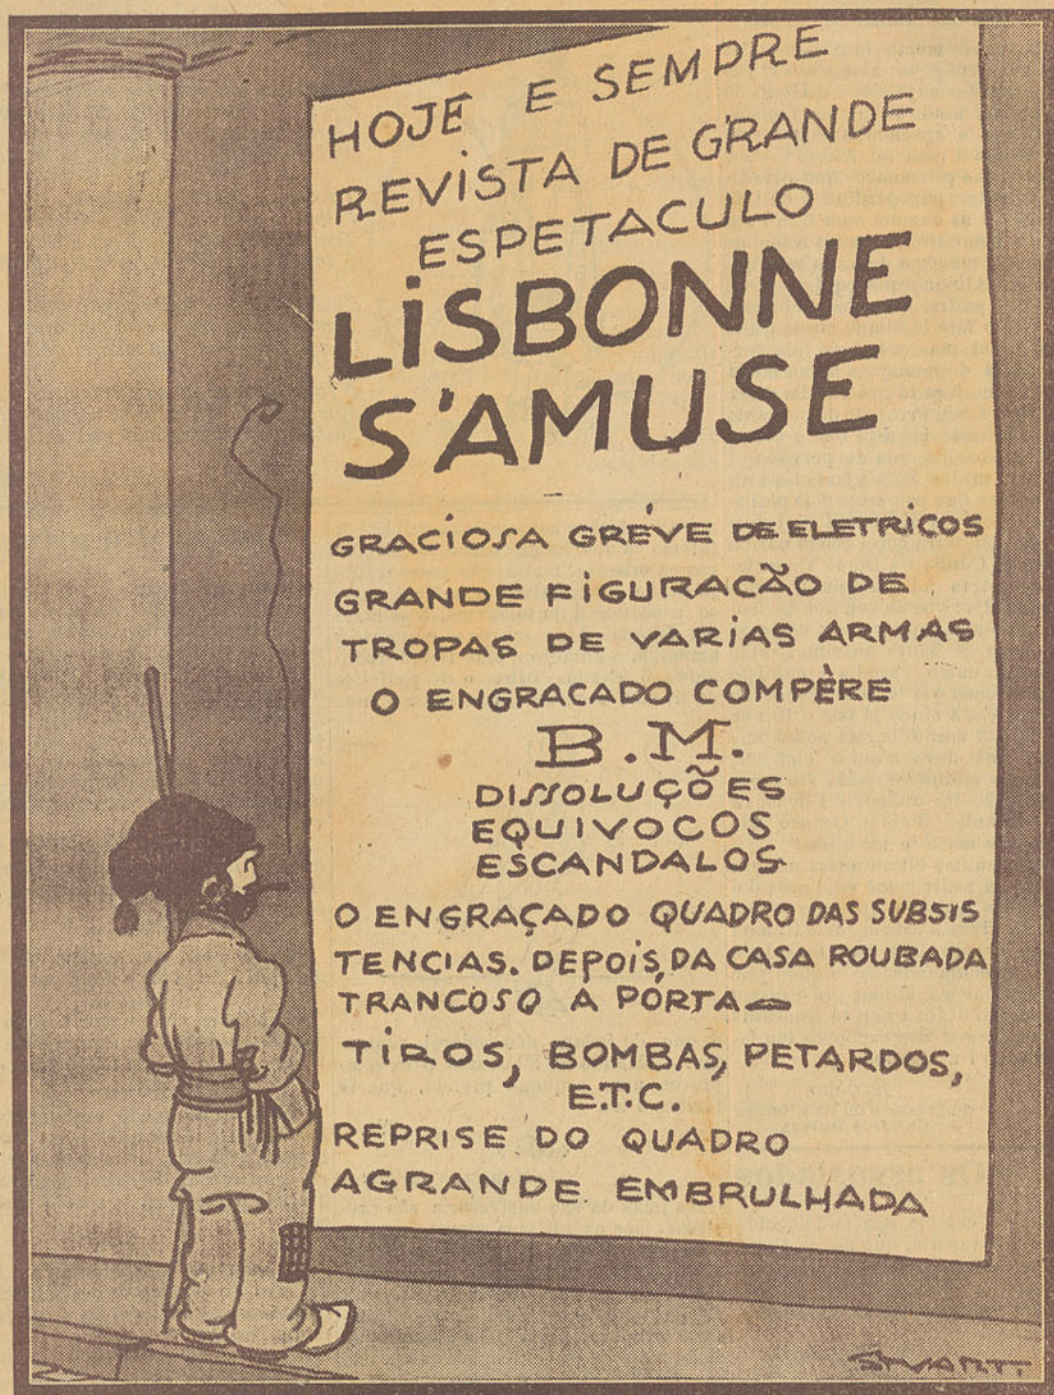 HOJE E SEMPRE
REVISTA DE GRANDE
ESPETACULO
LISBONNE
S'AMUSE
GRACIOSA GRÉVE DE ELETRICOS
GRANDE FIGURACÃO DE
TROPAS DE VARIAS ARMAS
O ENGRACADO COMPÈRE
B.M.
DISSOLUÇÕES
EQUIVOCOS
ESCANDALOS
O ENGRAÇADO QUADRO DAS SUBSIS
TENCIAS. DEPOIS, DA CASA ROUBADA
TRANCOSO Á PÓRTA—
TIROS, BOMBAS, PETARDOS,
E.T.C.
REPRISE DO QUADRO
AGRANDE EMBRULHADA
STUART.